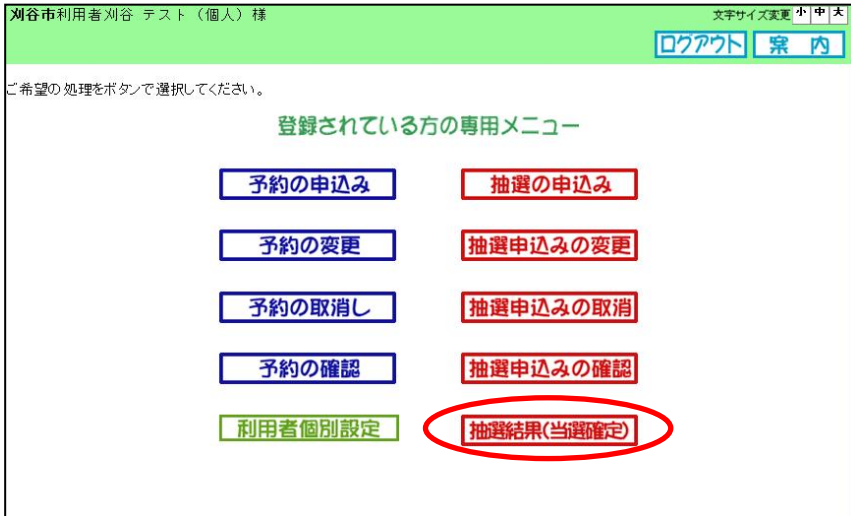 刈谷市利用者刈谷 テスト（個人）様
文字サイズ変更 小 中 大
ログアウト 案 内
ご希望の処理をボタンで選択してください。
登録されている方の専用メニュー
予約の申込み 抽選の申込み
予約の変更 抽選申込みの変更
予約の取消し 抽選申込みの取消
予約の確認 抽選申込みの確認
利用者個別設定 抽選結果(当選確定)